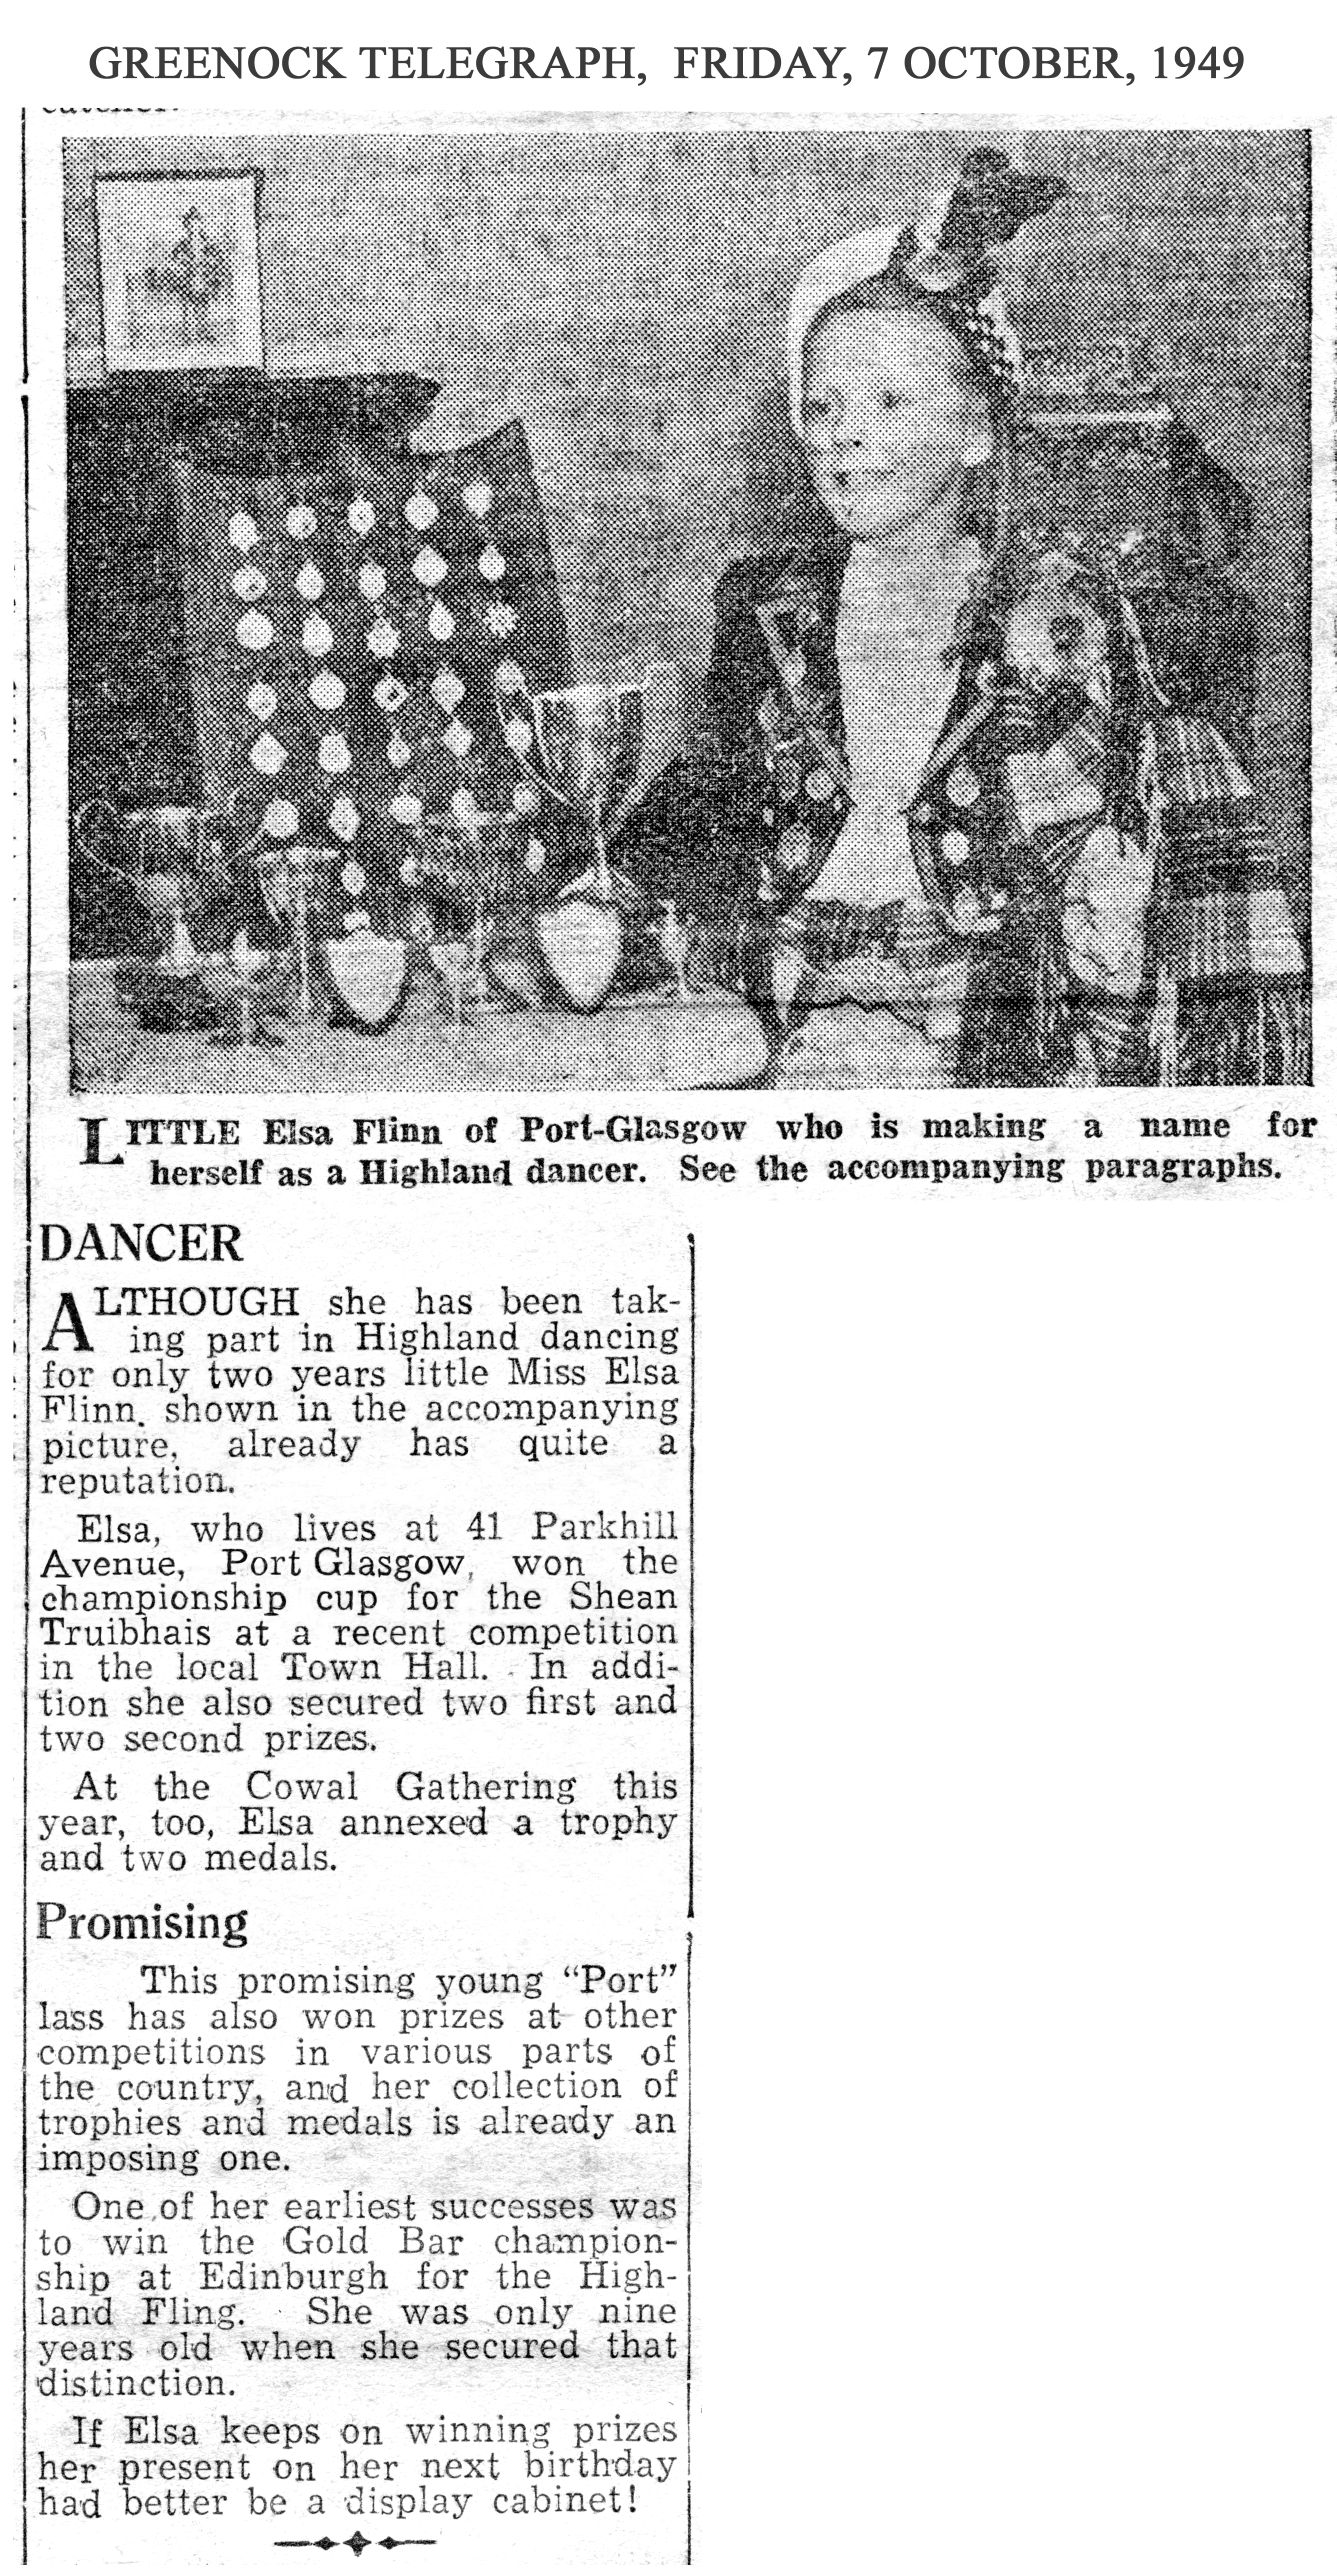 GREENOCK TELEGRAPH, FRIDAY, 7 OCTOBER, 1949
LITTLE Elsa Flinn of Port-Glasgow who is making a name for
herself as a Highland dancer. See the accompanying paragraphs.
DANCER
ALTHOUGH she has been tak-
ing part in Highland dancing
for only two years little Miss Elsa
Flinn, shown in the accompanying
picture, already has quite a
reputation.
Elsa, who lives at 41 Parkhill
Avenue, Port Glasgow, won the
championship cup for the Shean
Truibhais at a recent competition
in the local Town Hall. In addi-
tion she also secured two first and
two second prizes.
At the Cowal Gathering this
year, too, Elsa annexed a trophy
and two medals.
Promising
This promising young “Port”
lass has also won prizes at other
competitions in various parts of
the country, and her collection of
trophies and medals is already an
imposing one.
One of her earliest successes was
to win the Gold Bar champion-
ship at Edinburgh for the High-
land Fling. She was only nine
years old when she secured that
distinction.
If Elsa keeps on winning prizes
her present on her next birthday
had better be a display cabinet!